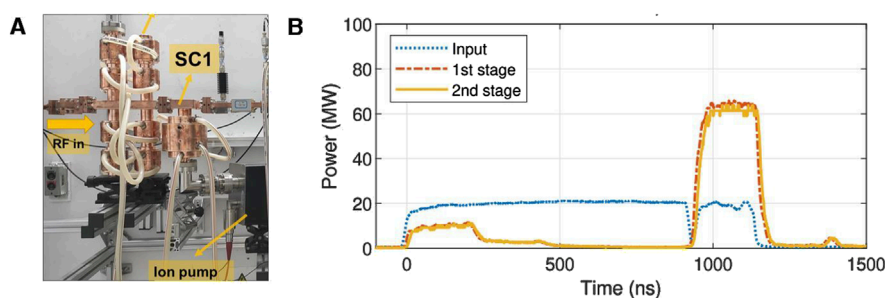 A
SC1
RF in
Ion pump
B
Input
1st stage
2nd stage
Power (MW)
100
80
60
40
20
0
0
500
1000
1500
Time (ns)